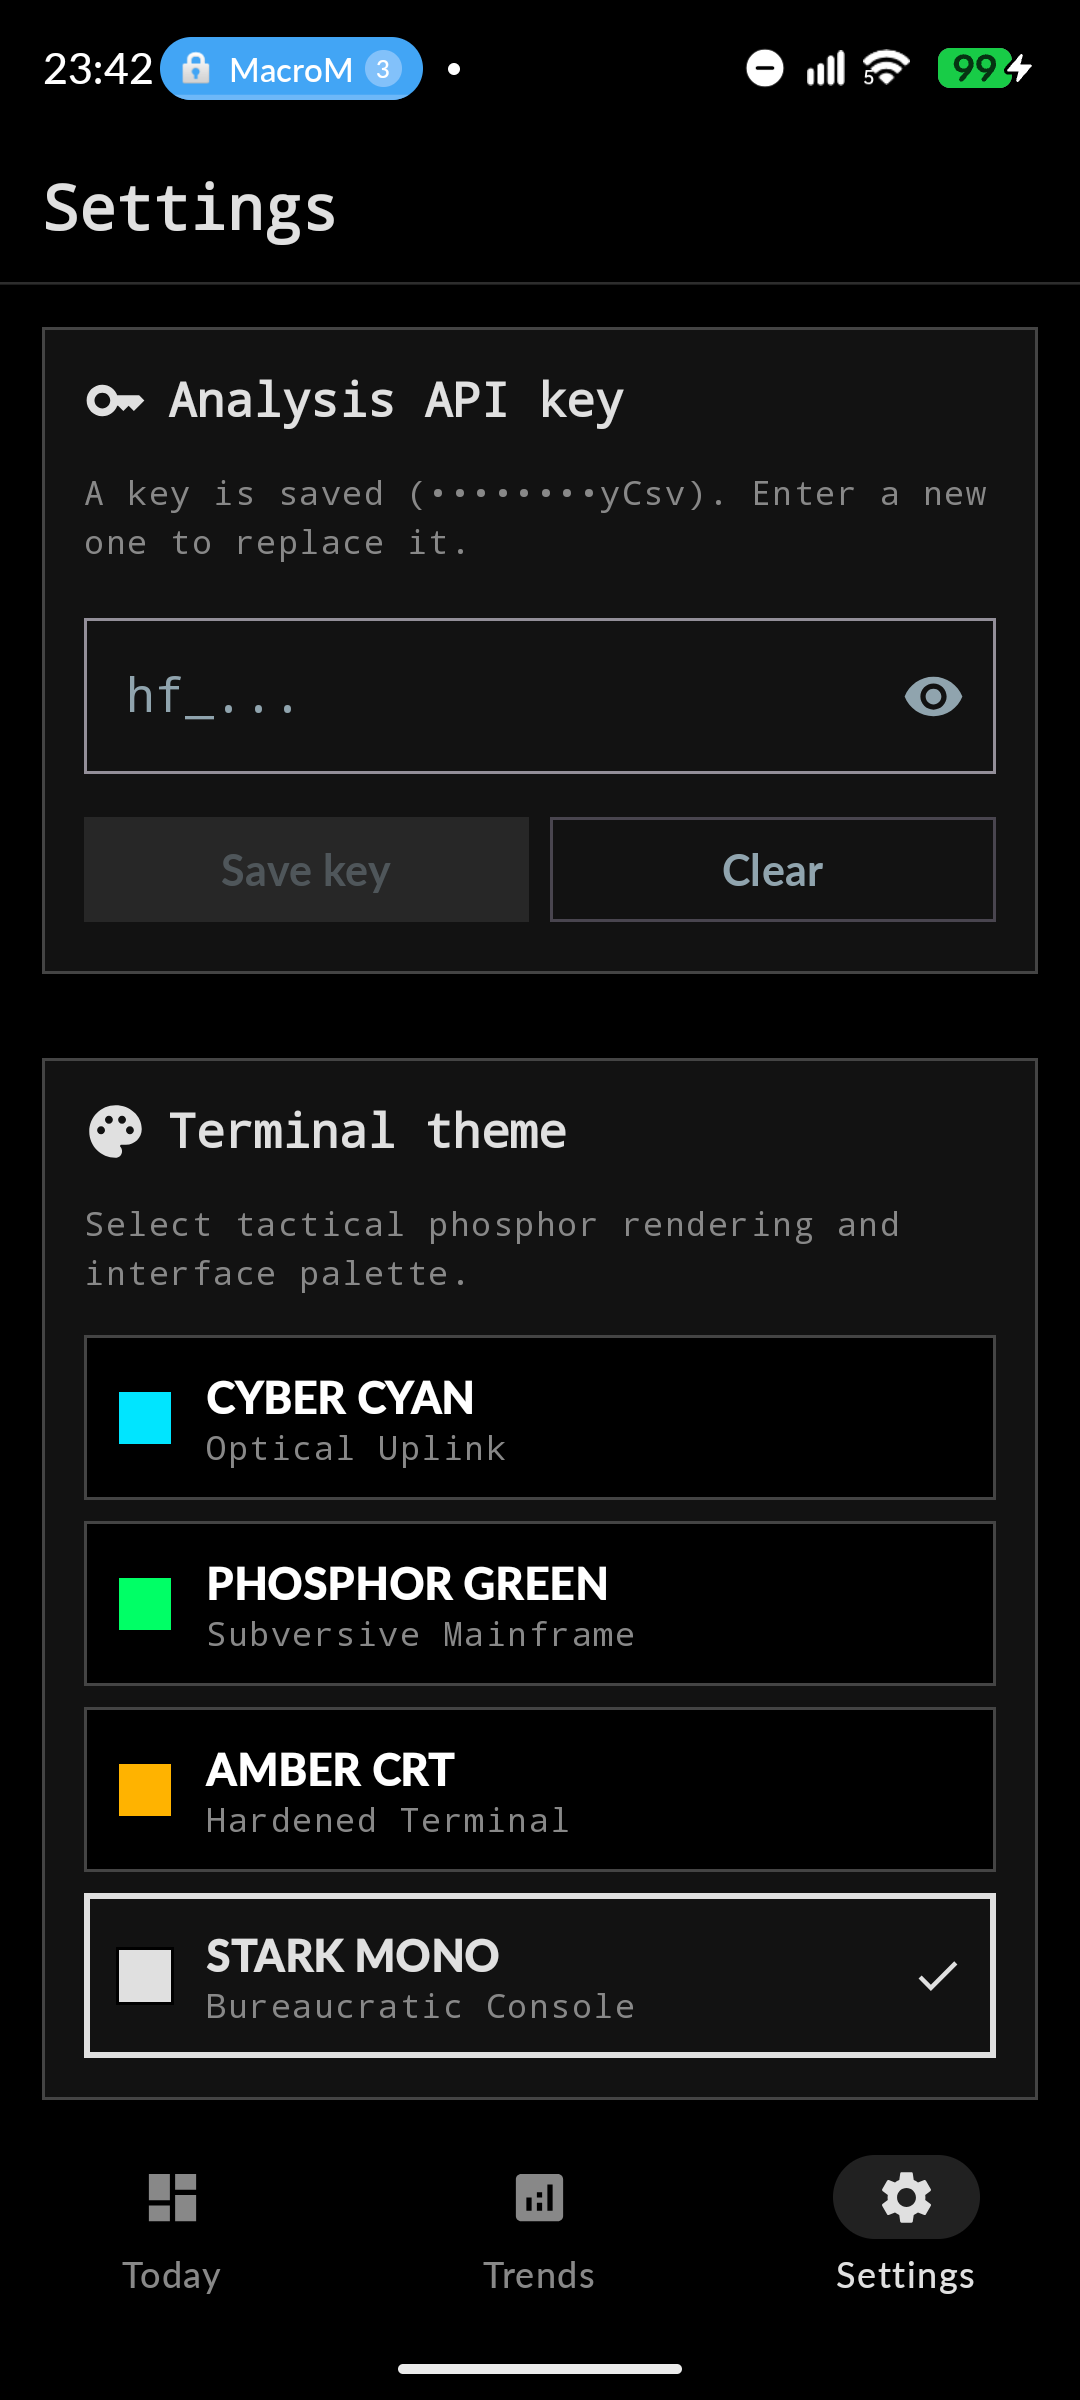 23:42 MacroM 3 5 99
Settings
Analysis API key
A key is saved (••••••••yCsv). Enter a new
one to replace it.
hf_...
Save key Clear
Terminal theme
Select tactical phosphor rendering and
interface palette.
CYBER CYAN
Optical Uplink
PHOSPHOR GREEN
Subversive Mainframe
AMBER CRT
Hardened Terminal
STARK MONO
Bureaucratic Console
Today Trends Settings